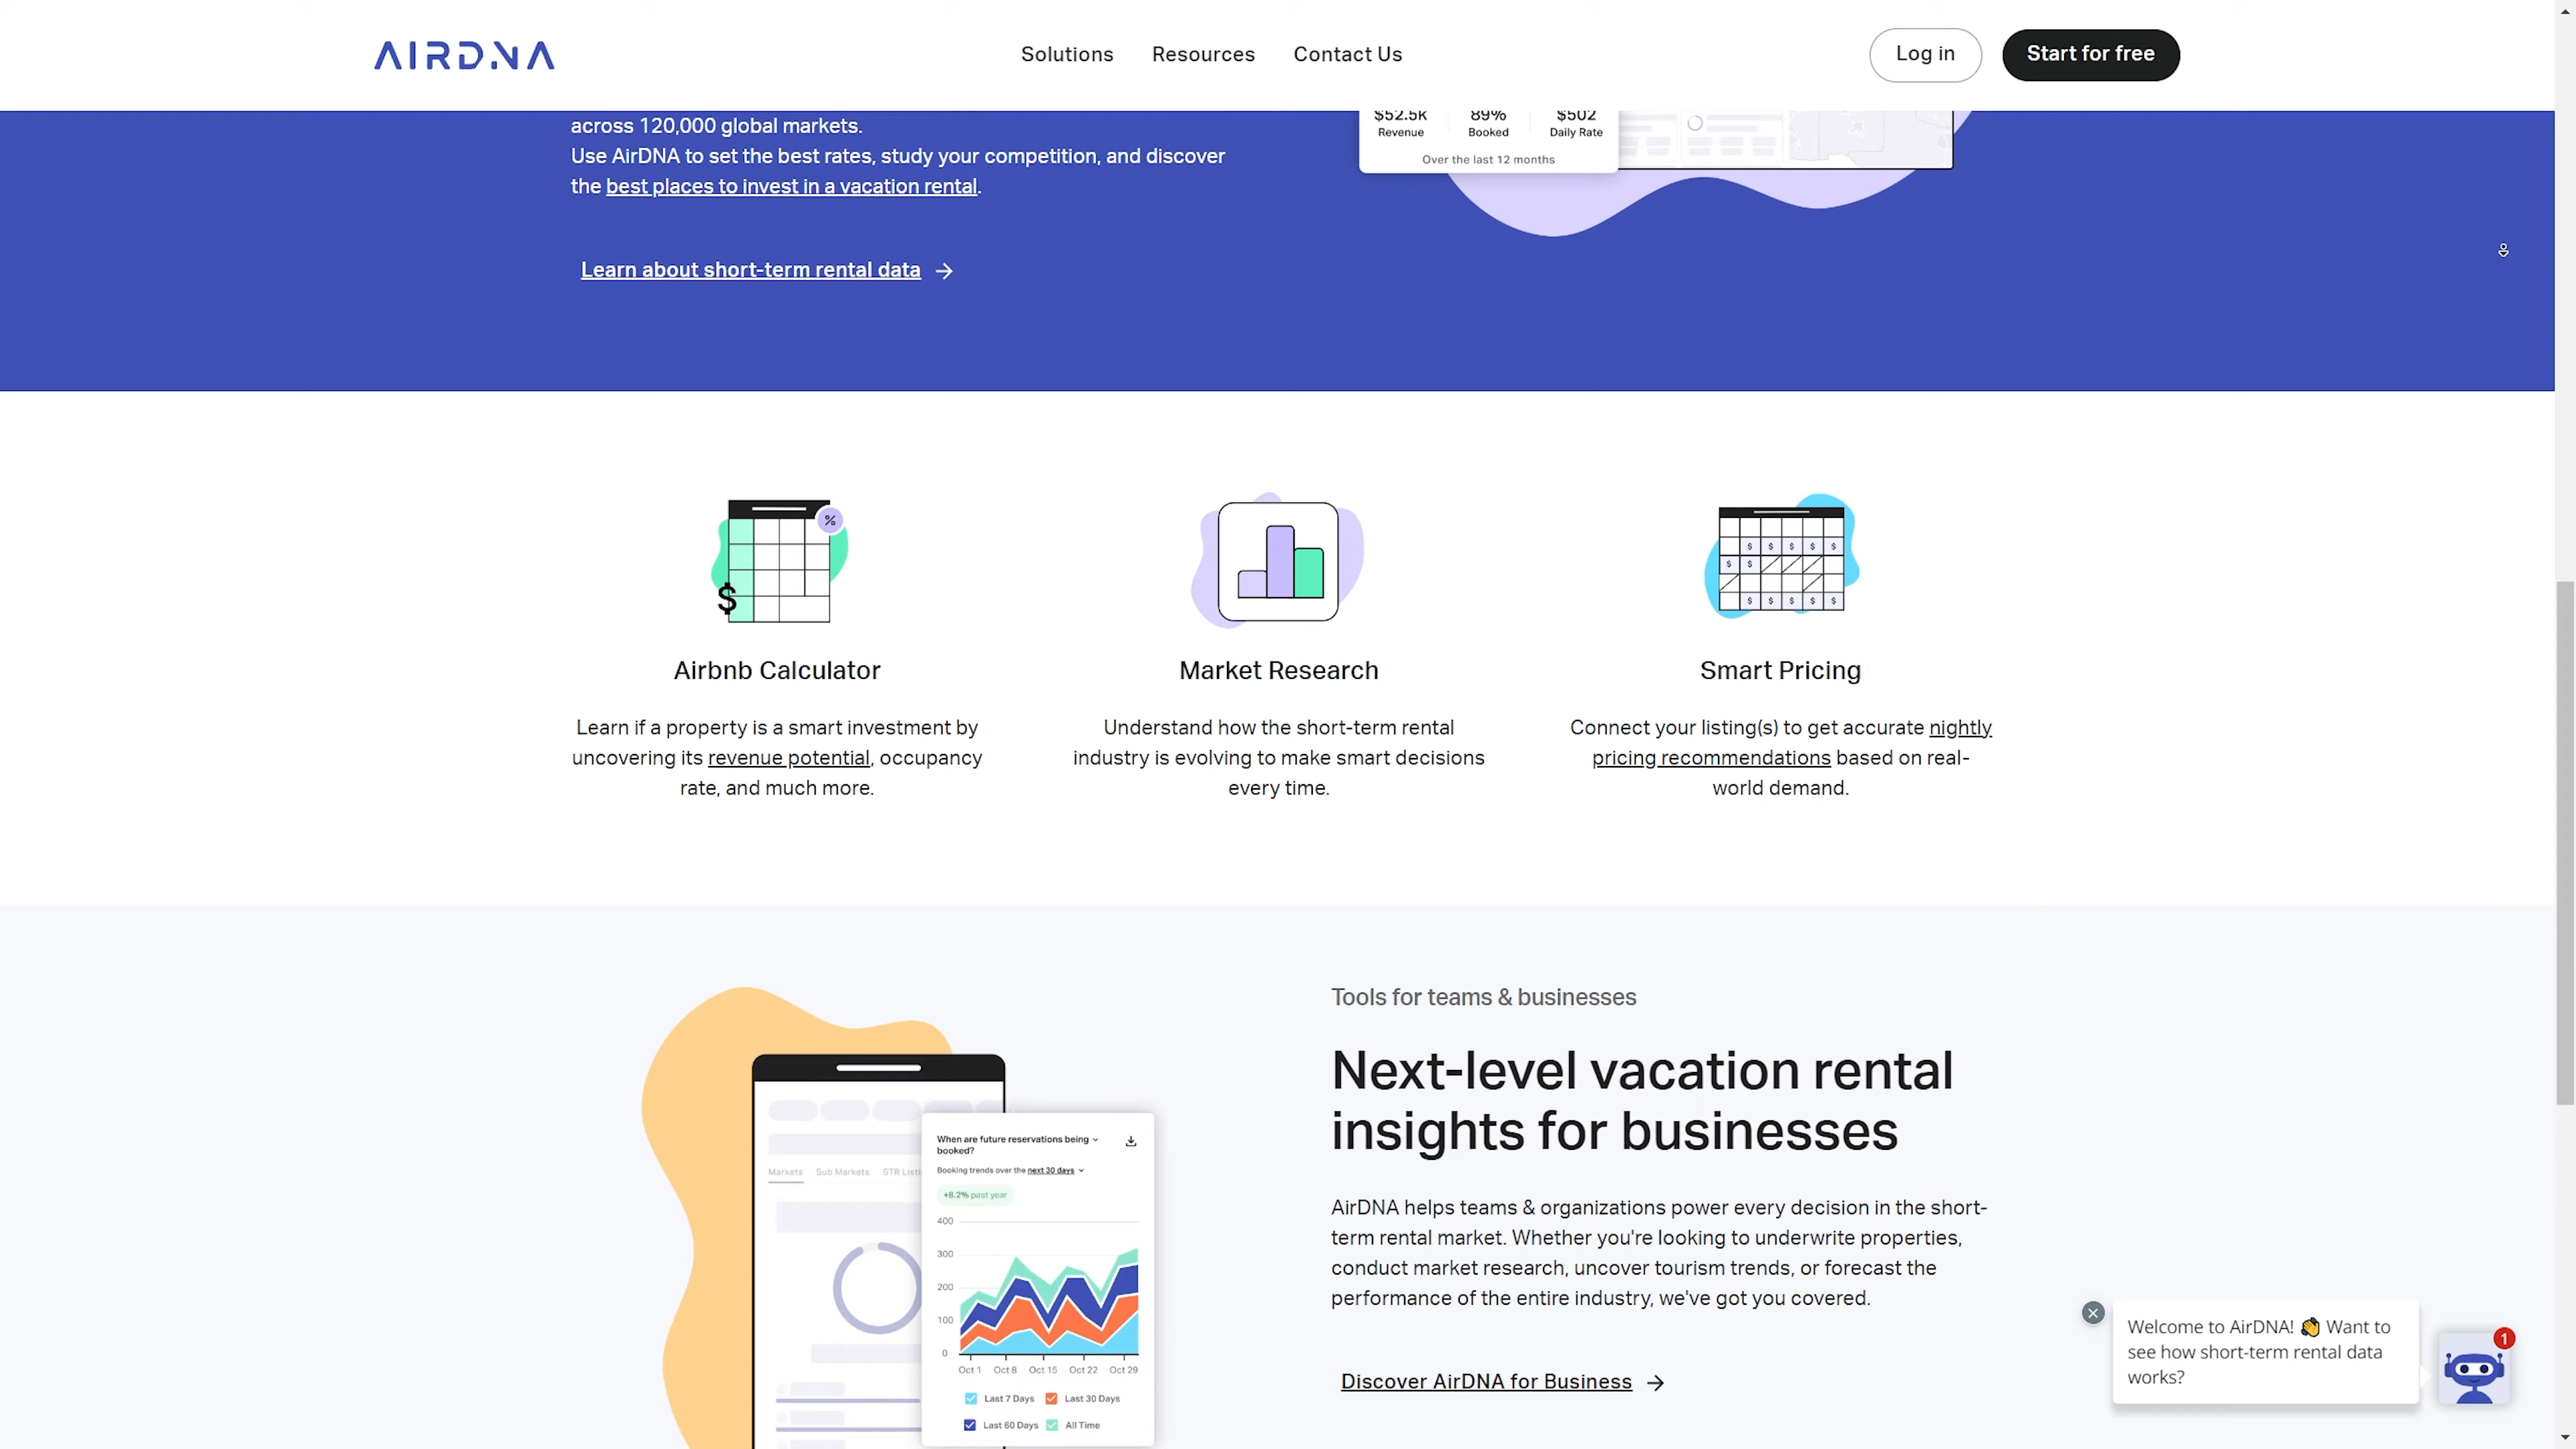 AIRDNA
Solutions
Resources
Contact Us
Log in
Start for free
across 120,000 global markets.
Use AirDNA to set the best rates, study your competition, and discover
the best places to invest in a vacation rental.
Learn about short-term rental data
$52.5K
89%
$502
Revenue
Booked
Daily Rate
Over the last 12 months
%
$
Airbnb Calculator
Learn if a property is a smart investment by
uncovering its revenue potential, occupancy
rate, and much more.
Market Research
Understand how the short-term rental
industry is evolving to make smart decisions
every time.
$ $ $ $ $
$ $
$ $ $ $ $
Smart Pricing
Connect your listing(s) to get accurate nightly
pricing recommendations based on real-
world demand.
Markets
Sub Markets
STR Listi
When are future reservations being
booked?
Booking trends over the next 30 days
+8.2% past year
400
300
200
100
0
Oct 1
Oct 8
Oct 15
Oct 22
Oct 29
Last 7 Days
Last 30 Days
Last 60 Days
All Time
Tools for teams & businesses
Next-level vacation rental
insights for businesses
AirDNA helps teams & organizations power every decision in the short-
term rental market. Whether you're looking to underwrite properties,
conduct market research, uncover tourism trends, or forecast the
performance of the entire industry, we've got you covered.
Discover AirDNA for Business
Welcome to AirDNA! 👏 Want to
see how short-term rental data
works?
1